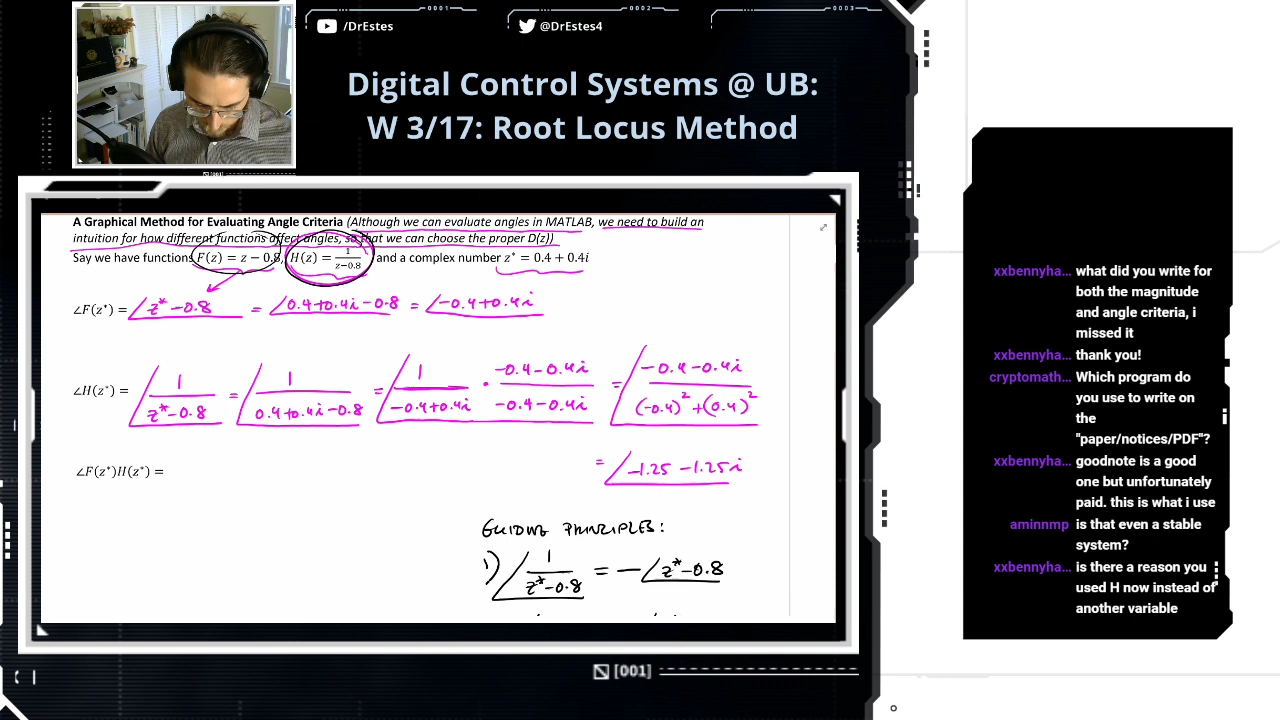 0001
0002
0003
/DrEstes
@DrEstes4
Digital Control Systems @ UB:
W 3/17: Root Locus Method
[001]
A Graphical Method for Evaluating Angle Criteria (Although we can evaluate angles in MATLAB, we need to build an
intuition for how different functions affect angles, so that we can choose the proper D(z))
Say we have functions F(z) = z − 0.8, H(z) = 1/(z−0.8) and a complex number z* = 0.4 + 0.4i
∠F(z*) = ∠z* −0.8 = ∠0.4+0.4i −0.8 = ∠−0.4+0.4i
∠H(z*) = ∠1/(z*−0.8) = ∠1/(0.4+0.4i −0.8) = ∠1/(−0.4+0.4i) · (−0.4−0.4i)/(−0.4−0.4i) = ∠(−0.4−0.4i)/((−0.4)²+(0.4)²)
= ∠−1.25 −1.25i
∠F(z*)H(z*) =
GUIDING PRINCIPLES:
1) ∠1/(z*−0.8) = −∠z*−0.8
[001]
xxbennyha... what did you write for
both the magnitude
and angle criteria, i
missed it
xxbennyha... thank you!
cryptomath... Which program do
you use to write on
the
"paper/notices/PDF"?
xxbennyha... goodnote is a good
one but unfortunately
paid. this is what i use
aminnmp is that even a stable
system?
xxbennyha... is there a reason you
used H now instead of
another variable